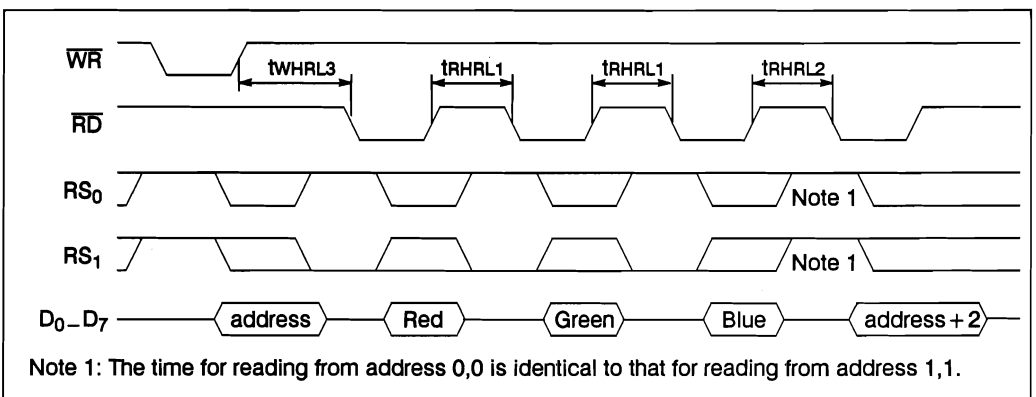 WR
tWHRL3 tRHRL1 tRHRL1 tRHRL2
RD
RS0
Note 1
RS1
Note 1
D0–D7 address Red Green Blue address+2
Note 1: The time for reading from address 0,0 is identical to that for reading from address 1,1.